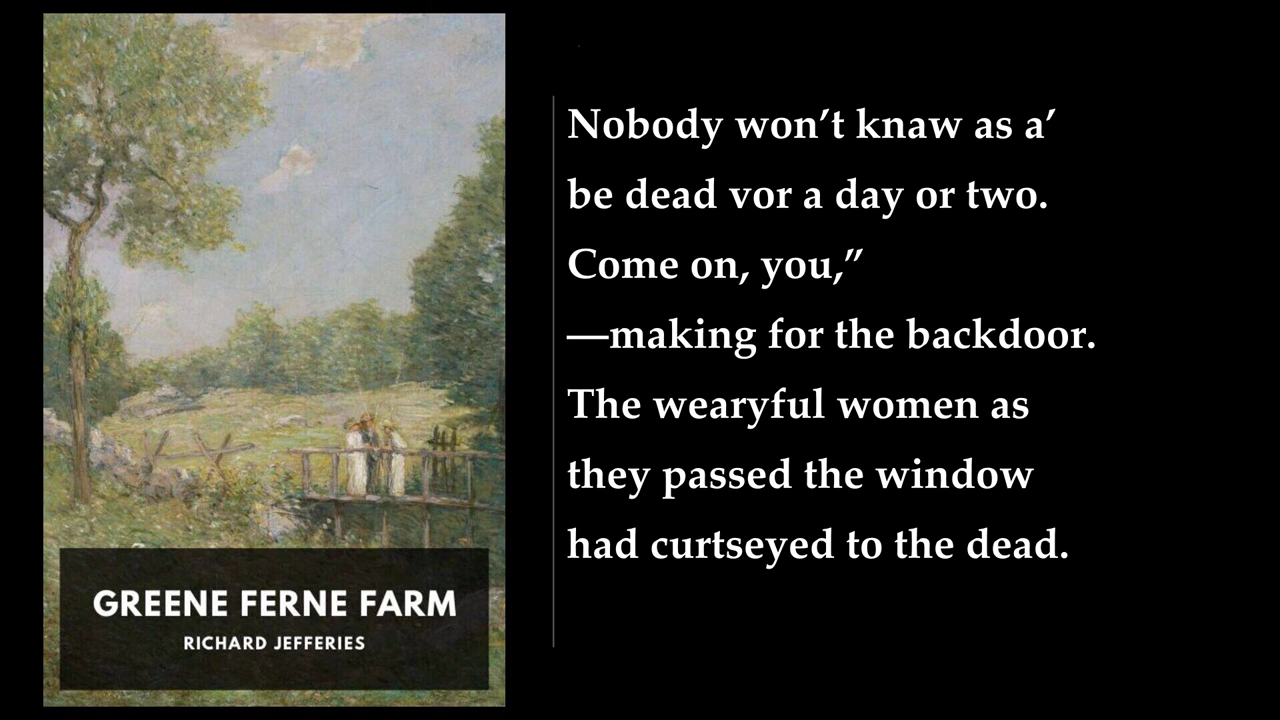 GREENE FERNE FARM
RICHARD JEFFERIES
Nobody won’t knaw as a’
be dead vor a day or two.
Come on, you,”
—making for the backdoor.
The wearyful women as
they passed the window
had curtseyed to the dead.